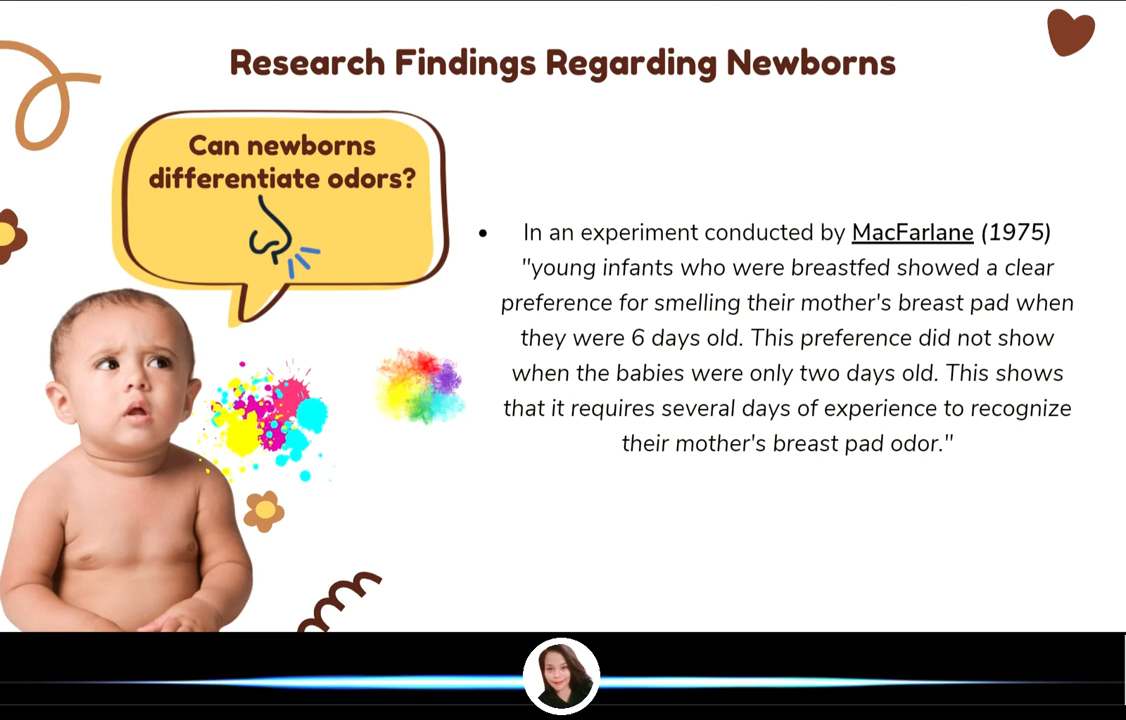 Research Findings Regarding Newborns
Can newborns
differentiate odors?
• In an experiment conducted by MacFarlane (1975)
"young infants who were breastfed showed a clear
preference for smelling their mother's breast pad when
they were 6 days old. This preference did not show
when the babies were only two days old. This shows
that it requires several days of experience to recognize
their mother's breast pad odor."